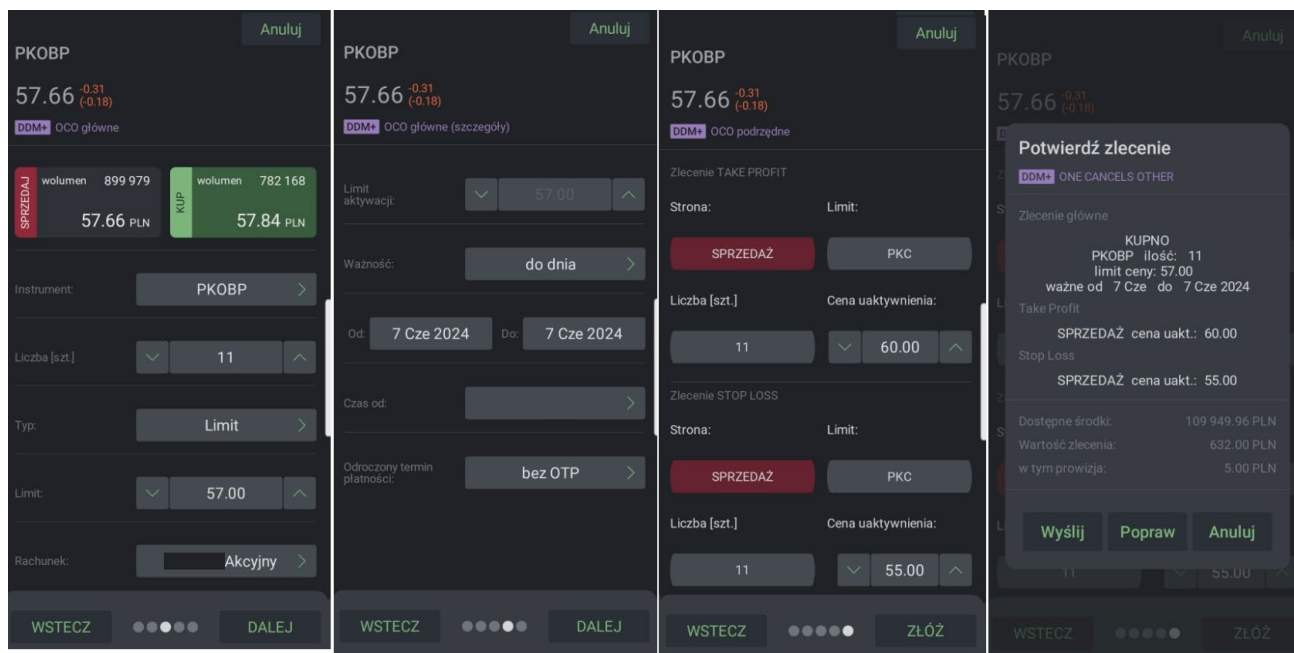 Anuluj
PKOBP
57.66 -0.31
(-0.18)
DDM+ OCO główne
SPRZEDAJ
wolumen 899 979
57.66 PLN
KUP
wolumen 782 168
57.84 PLN
Instrument: PKOBP
Liczba [szt.] 11
Typ: Limit
Limit: 57.00
Rachunek: Akcyjny
WSTECZ DALEJ
Anuluj
PKOBP
57.66 -0.31
(-0.18)
DDM+ OCO główne (szczegóły)
Limit
aktywacji: 57.00
Ważność: do dnia
Od: 7 Cze 2024 Do: 7 Cze 2024
Czas od:
Odroczony termin
płatności: bez OTP
WSTECZ DALEJ
Anuluj
PKOBP
57.66 -0.31
(-0.18)
DDM+ OCO podrzędne
Zlecenie TAKE PROFIT
Strona: Limit:
SPRZEDAŻ PKC
Liczba [szt.] Cena uaktywnienia:
11 60.00
Zlecenie STOP LOSS
Strona: Limit:
SPRZEDAŻ PKC
Liczba [szt.] Cena uaktywnienia:
11 55.00
WSTECZ ZŁÓŻ
Anuluj
PKOBP
57.66 -0.31
(-0.18)
Potwierdź zlecenie
DDM+ ONE CANCELS OTHER
Zlecenie główne
KUPNO
PKOBP ilość: 11
limit ceny: 57.00
ważne od 7 Cze do 7 Cze 2024
Take Profit
SPRZEDAŻ cena uakt.: 60.00
Stop Loss
SPRZEDAŻ cena uakt.: 55.00
Dostępne środki: 109 949.96 PLN
Wartość zlecenia: 632.00 PLN
w tym prowizja: 5.00 PLN
Wyślij Popraw Anuluj
11 55.00
WSTECZ ZŁÓŻ